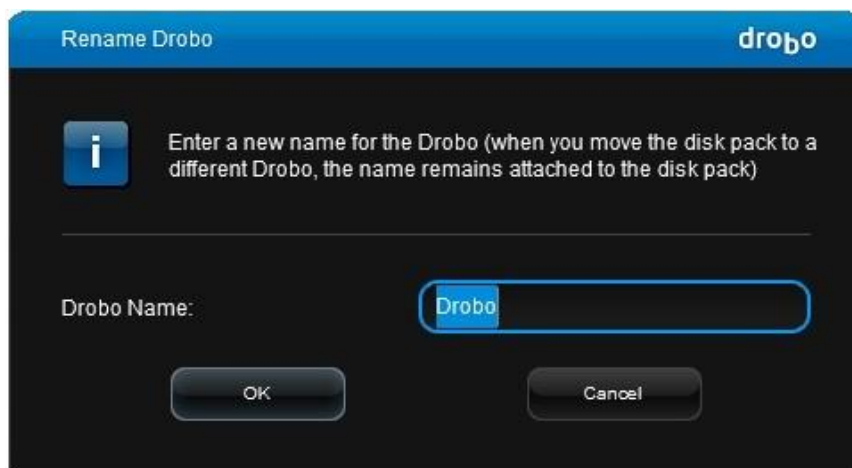 Rename Drobo
drobo
i
Enter a new name for the Drobo (when you move the disk pack to a
different Drobo, the name remains attached to the disk pack)
Drobo Name:
Drobo
OK
Cancel